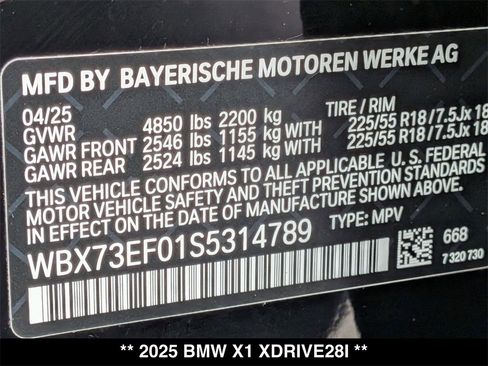 MFD BY BAYERISCHE MOTOREN WERKE AG
04/25 TIRE / RIM
GVWR 4850 lbs 2200 kg
GAWR FRONT 2546 lbs 1155 kg WITH 225/55 R18/7.5Jx 18
GAWR REAR 2524 lbs 1145 kg WITH 225/55 R18/7.5Jx 18
THIS VEHICLE CONFORMS TO ALL APPLICABLE U. S. FEDERAL
MOTOR VEHICLE SAFETY AND THEFT PREVENTION STANDARDS
IN EFFECT ON THE DATE OF MANUFACTURE SHOWN ABOVE.
WBX73EF01S5314789 TYPE: MPV
668
7 320 730
** 2025 BMW X1 XDRIVE28I **